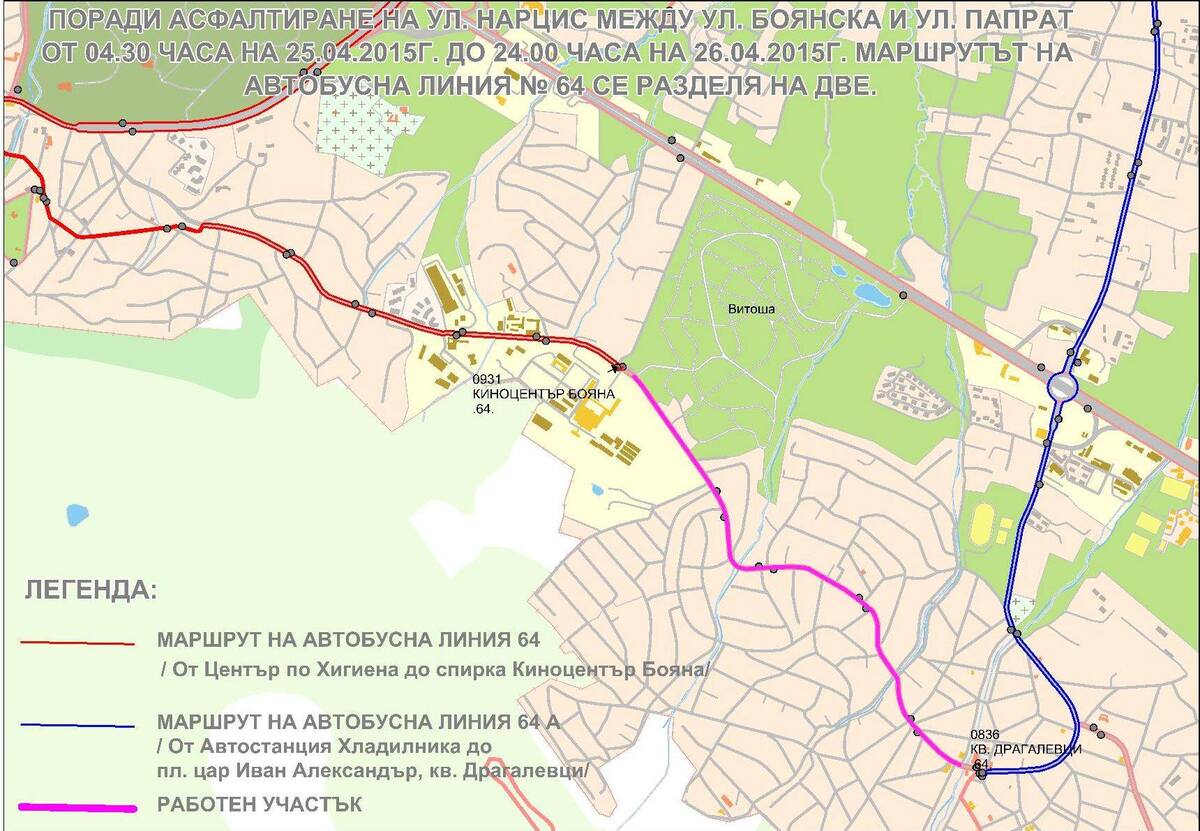 ПОРАДИ АСФАЛТИРАНЕ НА УЛ. НАРЦИС МЕЖДУ УЛ. БОЯНСКА И УЛ. ПАПРАТ
ОТ 04.30 ЧАСА НА 25.04.2015Г. ДО 24.00 ЧАСА НА 26.04.2015Г. МАРШРУТЪТ НА
АВТОБУСНА ЛИНИЯ № 64 СЕ РАЗДЕЛЯ НА ДВЕ.
Витоша
0931
КИНОЦЕНТЪР БОЯНА
.64.
0836
КВ. ДРАГАЛЕВЦИ
.64.
ЛЕГЕНДА:
МАРШРУТ НА АВТОБУСНА ЛИНИЯ 64
/ От Център по Хигиена до спирка Киноцентър Бояна/
МАРШРУТ НА АВТОБУСНА ЛИНИЯ 64 А
/ От Автостанция Хладилника до
пл. цар Иван Александър, кв. Драгалевци/
РАБОТЕН УЧАСТЪК